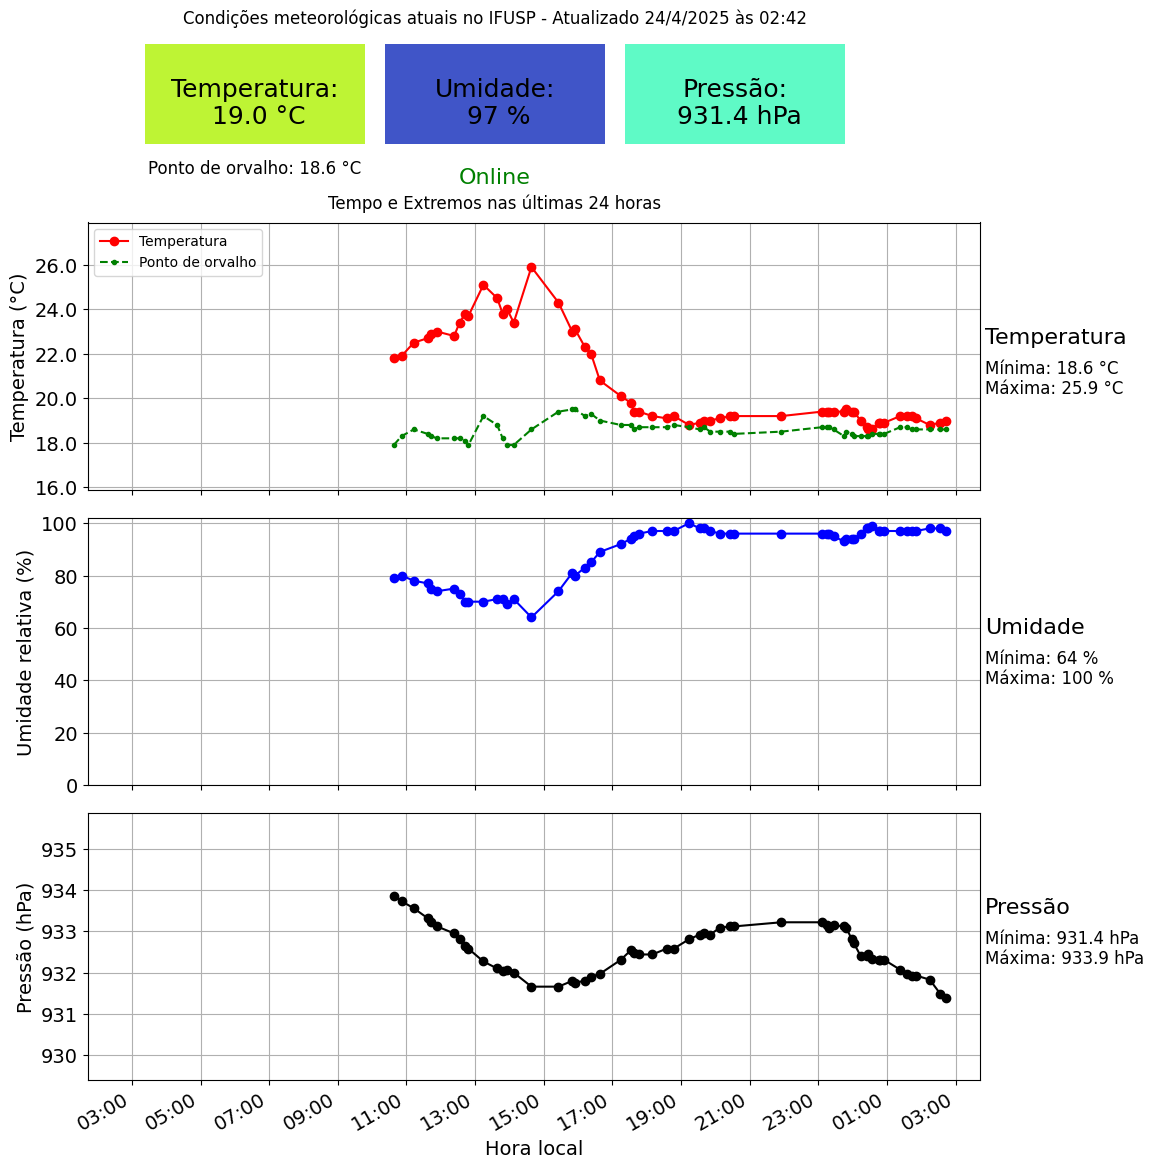 Condições meteorológicas atuais no IFUSP - Atualizado 24/4/2025 às 02:42
Temperatura:
19.0 °C
Umidade:
97 %
Pressão:
931.4 hPa
Ponto de orvalho: 18.6 °C
Online
Tempo e Extremos nas últimas 24 horas
Temperatura
Ponto de orvalho
Temperatura (°C)
26.0
24.0
22.0
20.0
18.0
16.0
Temperatura
Mínima: 18.6 °C
Máxima: 25.9 °C
Umidade relativa (%)
100
80
60
40
20
0
Umidade
Mínima: 64 %
Máxima: 100 %
Pressão (hPa)
935
934
933
932
931
930
Pressão
Mínima: 931.4 hPa
Máxima: 933.9 hPa
03:00 05:00 07:00 09:00 11:00 13:00 15:00 17:00 19:00 21:00 23:00 01:00 03:00
Hora local